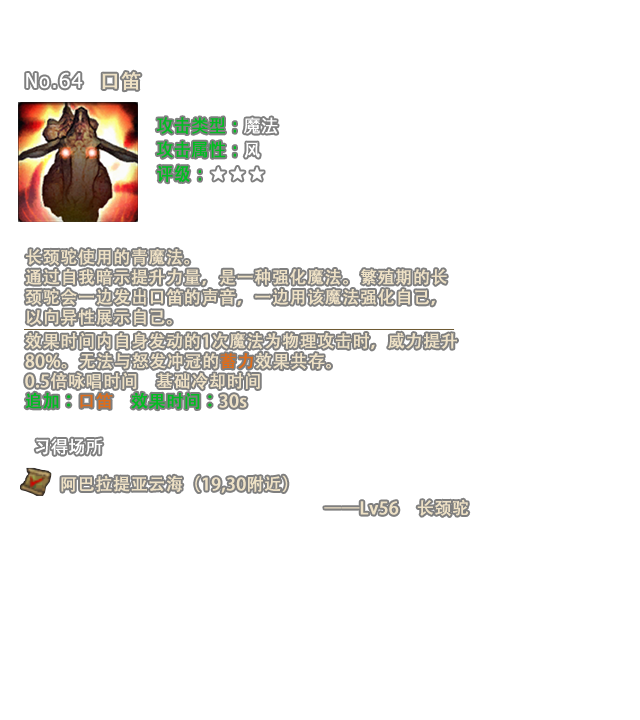 No.64 口笛
攻击类型：魔法
攻击属性：风
评级：☆☆☆
长颈驼使用的青魔法。
通过自我暗示提升力量，是一种强化魔法。繁殖期的长
颈驼会一边发出口笛的声音，一边用该魔法强化自己，
以向异性展示自己。
效果时间内自身发动的1次魔法为物理攻击时，威力提升
80%。无法与怒发冲冠的蓄力效果共存。
0.5倍咏唱时间 基础冷却时间
追加：口笛 效果时间：30s
习得场所
阿巴拉提亚云海（19,30附近）
——Lv56 长颈驼